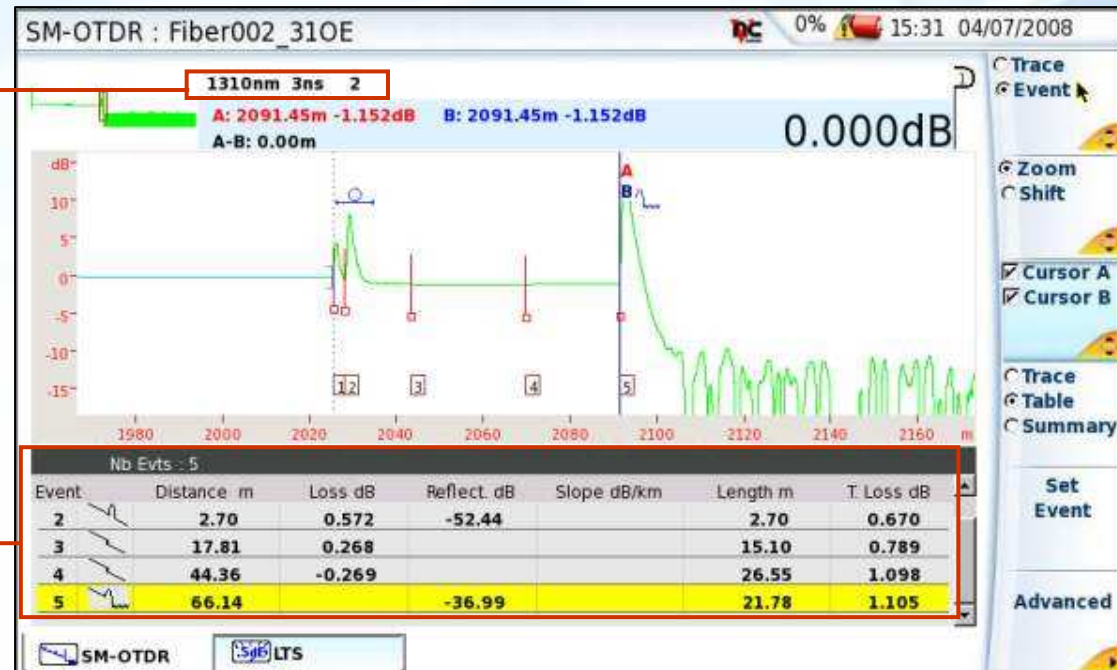 SM-OTDR : Fiber002_31OE 0% 15:31 04/07/2008
1310nm 3ns 2
A: 2091.45m -1.152dB B: 2091.45m -1.152dB
A-B: 0.00m
0.000dB
1
Trace
Event
Zoom
Shift
Cursor A
Cursor B
Trace
Table
Summary
Set
Event
Advanced
dB
10
5
0
-5
-10
-15
A
B
1 2 3 4 5
1980 2000 2020 2040 2060 2080 2100 2120 2140 2160 m
Nb Evts : 5
Event Distance m Loss dB Reflect. dB Slope dB/km Length m T. Loss dB
2 2.70 0.572 -52.44 2.70 0.670
3 17.81 0.268 15.10 0.789
4 44.36 -0.269 26.55 1.098
5 66.14 -36.99 21.78 1.105
SM-OTDR LTS